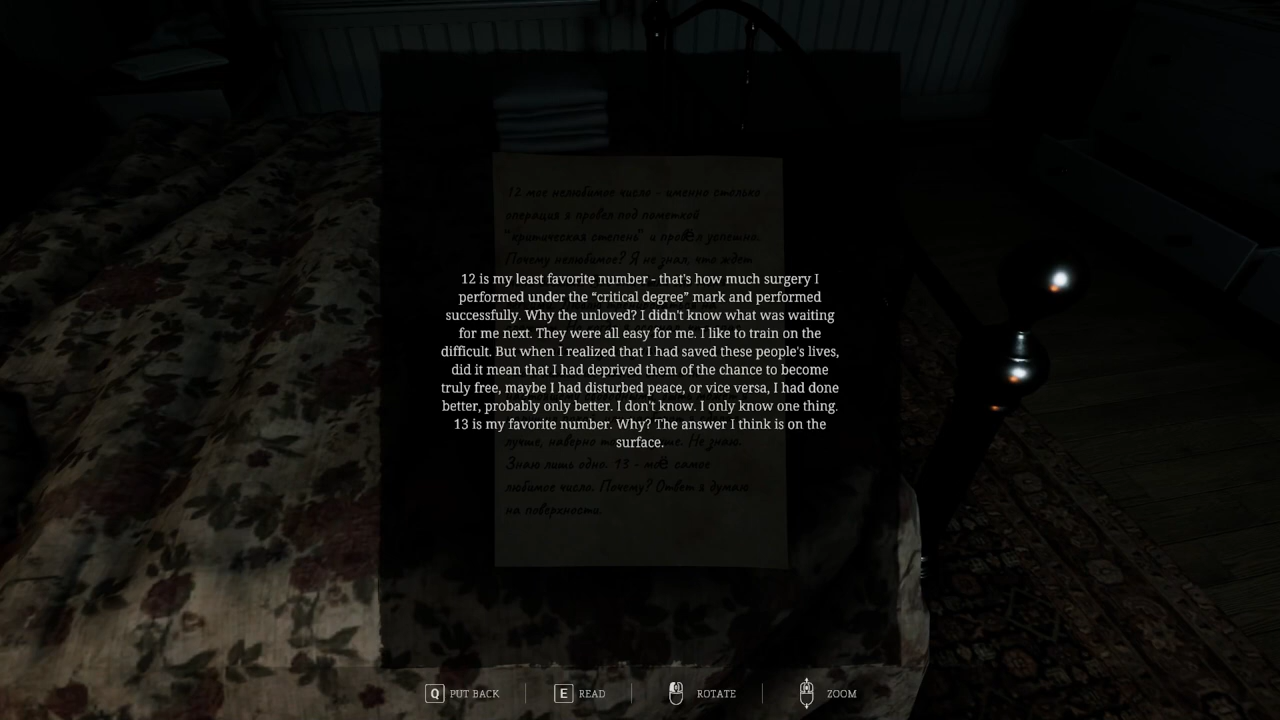 12 мое нелюбимое число - именно столько
операция я провел под пометкой
"критическая степень" и провёл успешно.
Почему нелюбимое? Я не знал, что ждет
12 is my least favorite number - that's how much surgery I
performed under the “critical degree” mark and performed
successfully. Why the unloved? I didn't know what was waiting
for me next. They were all easy for me. I like to train on the
difficult. But when I realized that I had saved these people's lives,
did it mean that I had deprived them of the chance to become
truly free, maybe I had disturbed peace, or vice versa, I had done
better, probably only better. I don't know. I only know one thing.
13 is my favorite number. Why? The answer I think is on the
surface.
лучше, наверно Не знаю.
Знаю лишь одно. 13 - моё самое
любимое число. Почему? Ответ я думаю
на поверхности.
Q PUT BACK E READ ROTATE ZOOM